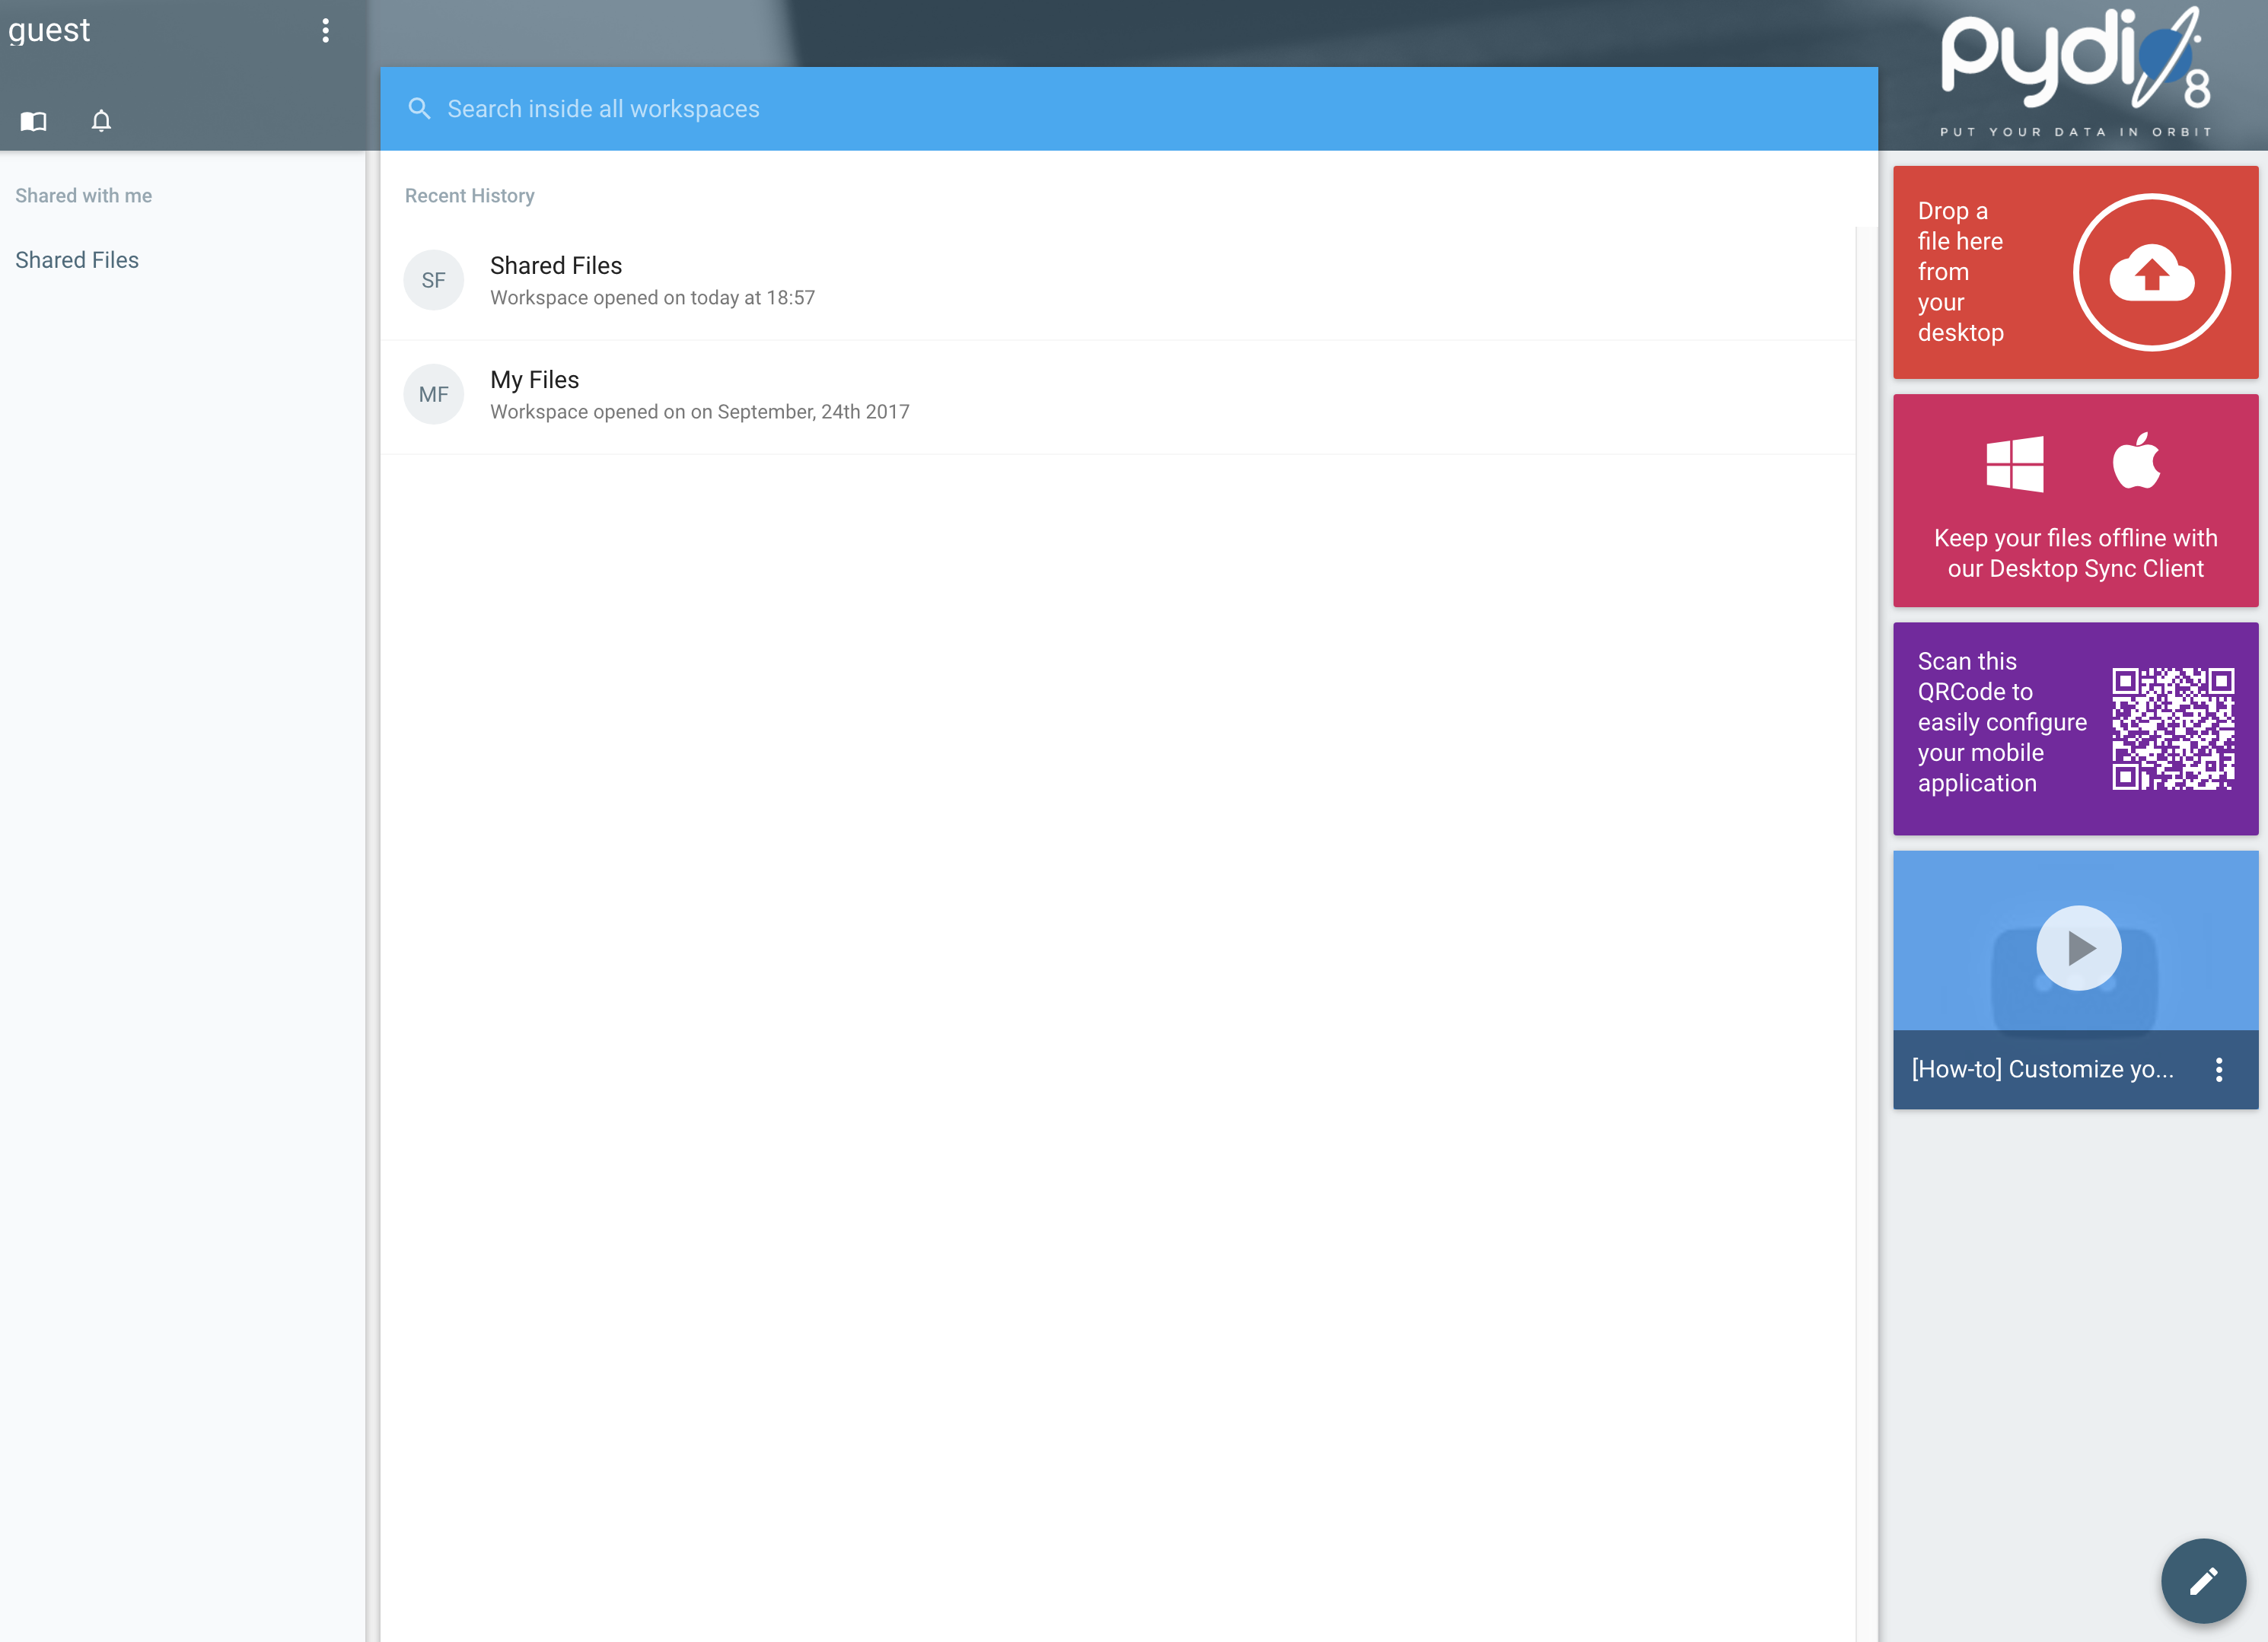 guest
Shared with me
Shared Files
Search inside all workspaces
Recent History
SF
Shared Files
Workspace opened on today at 18:57
MF
My Files
Workspace opened on on September, 24th 2017
pydio 8
PUT YOUR DATA IN ORBIT
Drop a
file here
from
your
desktop
Keep your files offline with
our Desktop Sync Client
Scan this
QRCode to
easily configure
your mobile
application
[How-to] Customize yo...